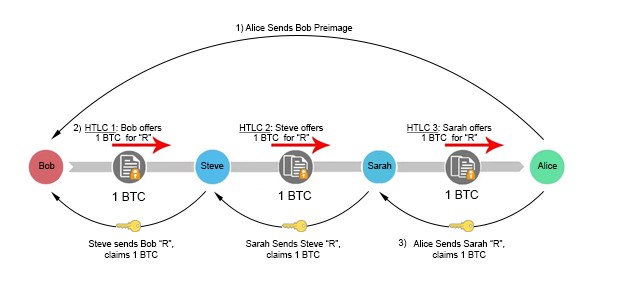 1) Alice Sends Bob Preimage
2) HTLC 1: Bob offers
1 BTC for "R"
HTLC 2: Steve offers
1 BTC for "R"
HTLC 3: Sarah offers
1 BTC for "R"
Bob
Steve
Sarah
Alice
1 BTC
1 BTC
1 BTC
Steve sends Bob "R",
claims 1 BTC
Sarah Sends Steve "R",
claims 1 BTC
3) Alice Sends Sarah "R",
claims 1 BTC